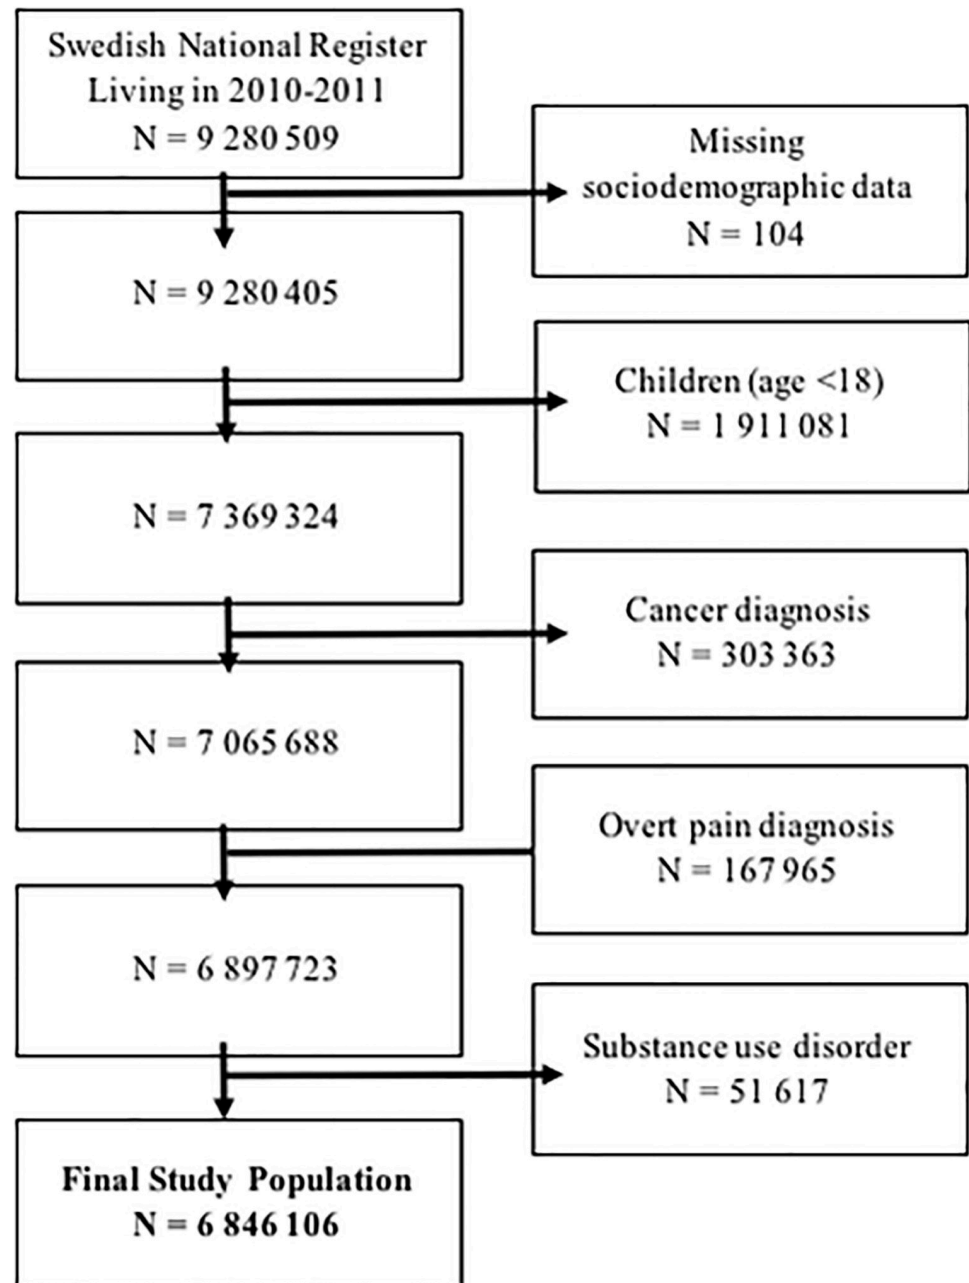 Swedish National Register
Living in 2010-2011
N = 9 280 509
Missing
sociodemographic data
N = 104
N = 9 280 405
Children (age <18)
N = 1 911 081
N = 7 369 324
Cancer diagnosis
N = 303 363
N = 7 065 688
Overt pain diagnosis
N = 167 965
N = 6 897 723
Substance use disorder
N = 51 617
Final Study Population
N = 6 846 106